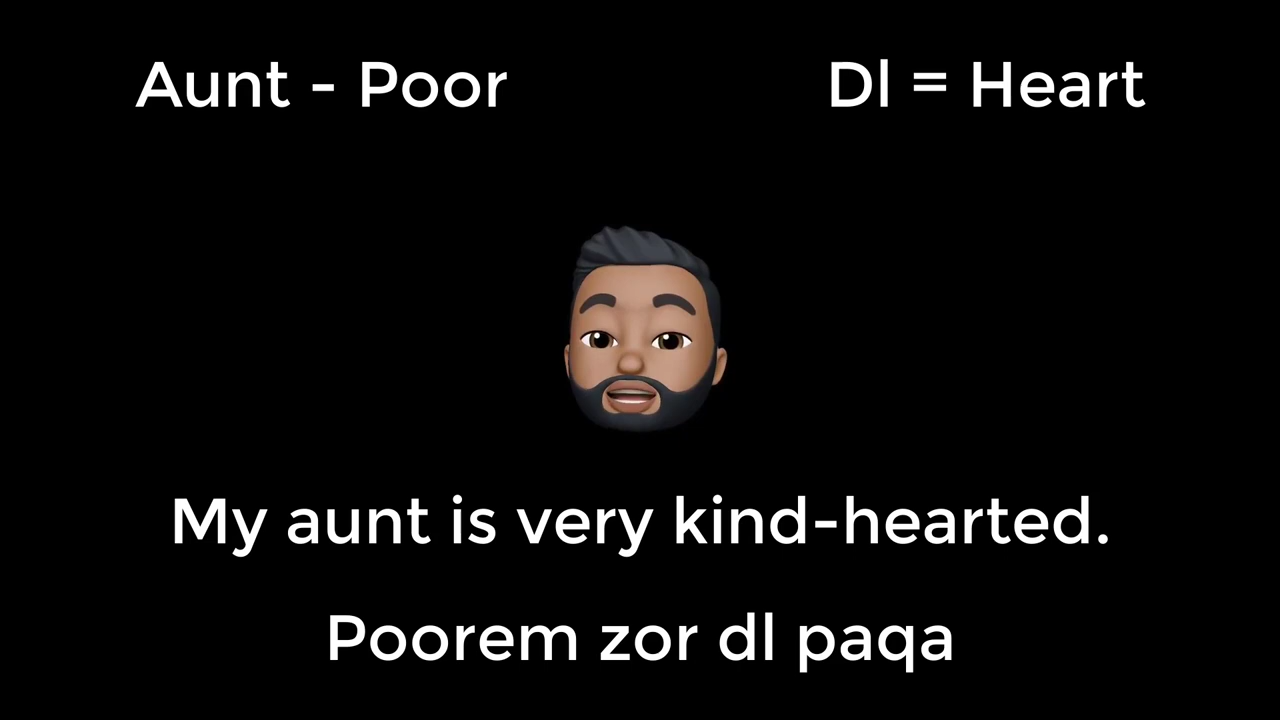 Aunt - Poor
Dl = Heart
My aunt is very kind-hearted.
Poorem zor dl paqa